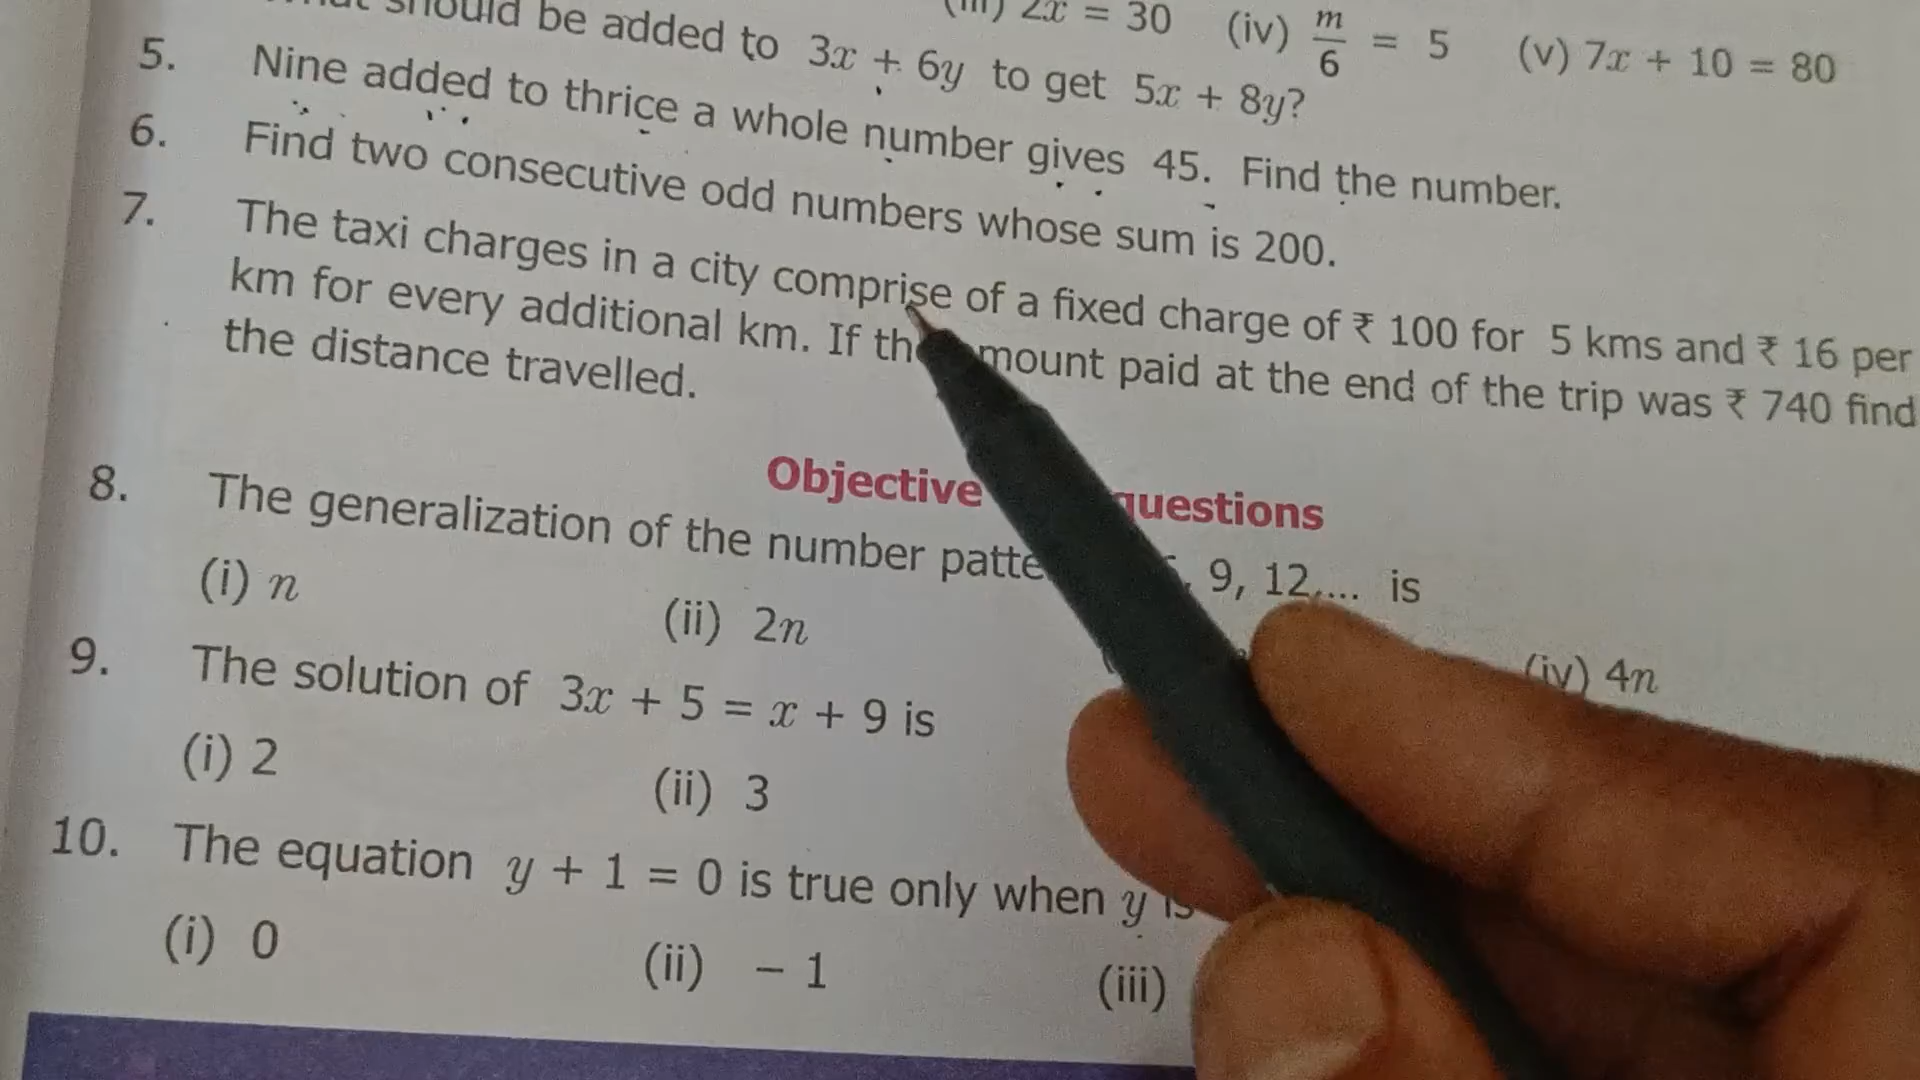 (iii) 2x = 30 (iv) m/6 = 5 (v) 7x + 10 = 80
should be added to 3x + 6y to get 5x + 8y?
5. Nine added to thrice a whole number gives 45. Find the number.
6. Find two consecutive odd numbers whose sum is 200.
7. The taxi charges in a city comprise of a fixed charge of ₹ 100 for 5 kms and ₹ 16 per
km for every additional km. If the amount paid at the end of the trip was ₹ 740 find
the distance travelled.
Objective questions
8. The generalization of the number 9, 12,... is
(i) n (ii) 2n (iv) 4n
9. The solution of 3x + 5 = x + 9 is
(i) 2 (ii) 3
10. The equation y + 1 = 0 is true only when y is
(i) 0 (ii) – 1 (iii)